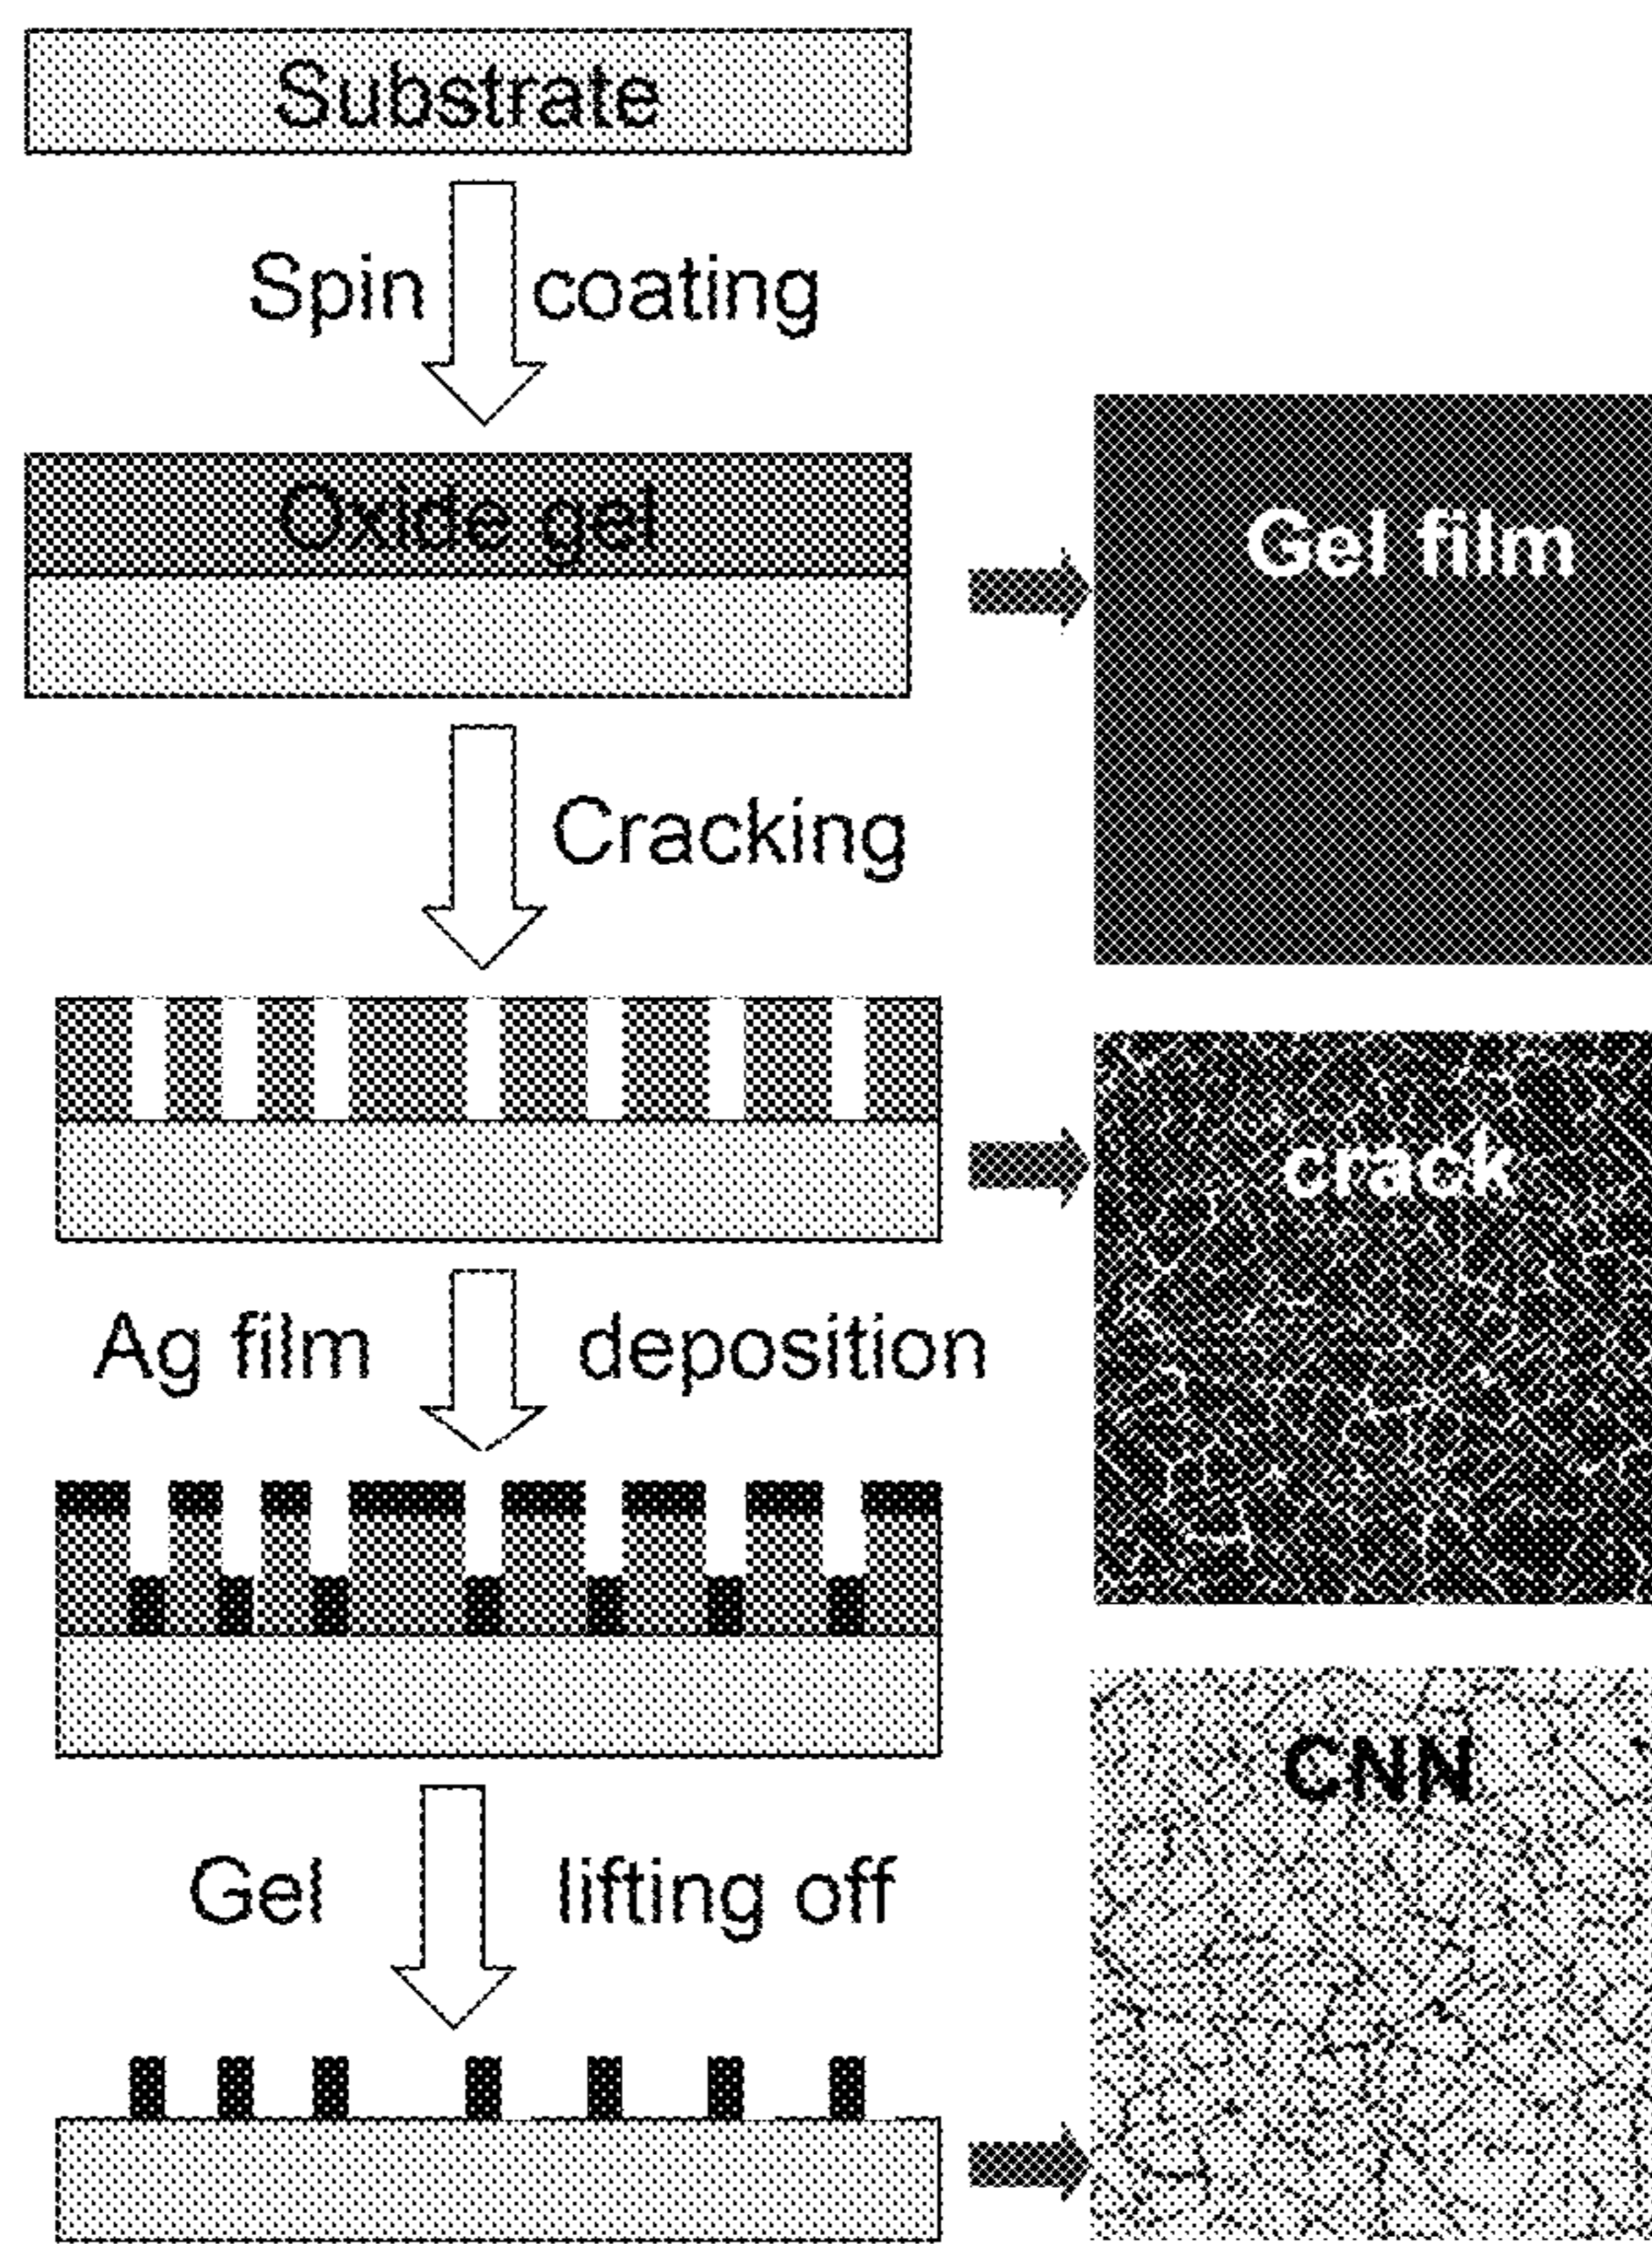 Substrate
Spin coating
Oxide gel
Gel film
Cracking
crack
Ag film deposition
CNN
Gel lifting off